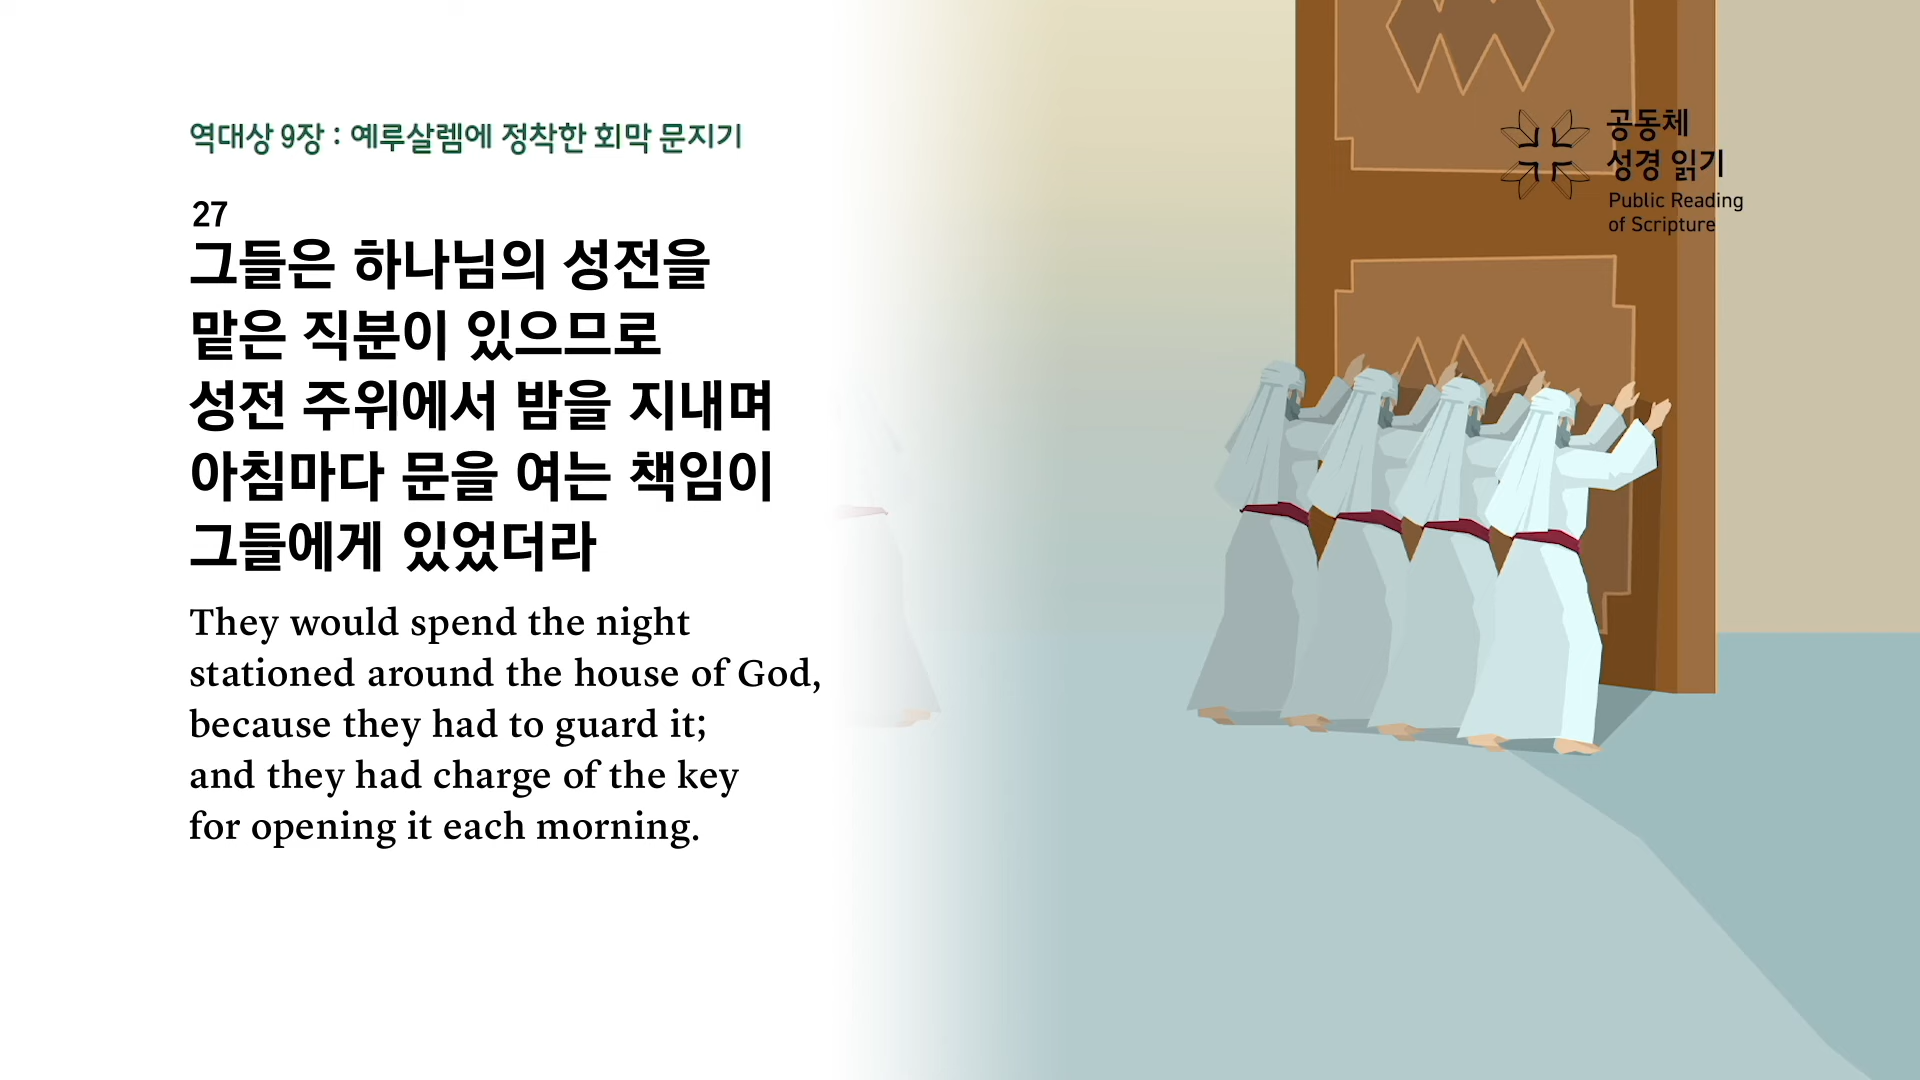 역대상 9장 : 예루살렘에 정착한 회막 문지기
27
그들은 하나님의 성전을
맡은 직분이 있으므로
성전 주위에서 밤을 지내며
아침마다 문을 여는 책임이
그들에게 있었더라
They would spend the night
stationed around the house of God,
because they had to guard it;
and they had charge of the key
for opening it each morning.
공동체
성경 읽기
Public Reading
of Scripture